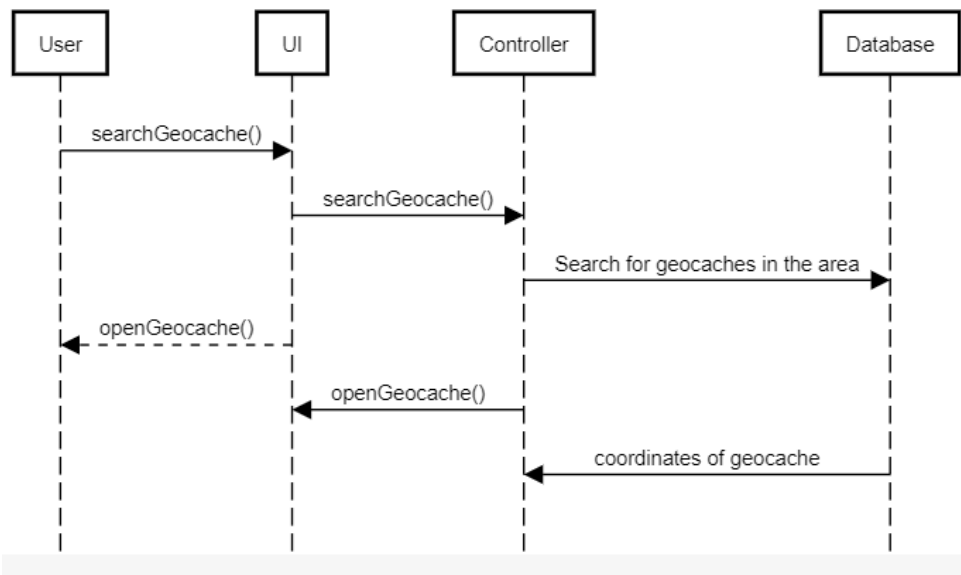 User
UI
Controller
Database
searchGeocache()
searchGeocache()
Search for geocaches in the area
openGeocache()
openGeocache()
coordinates of geocache